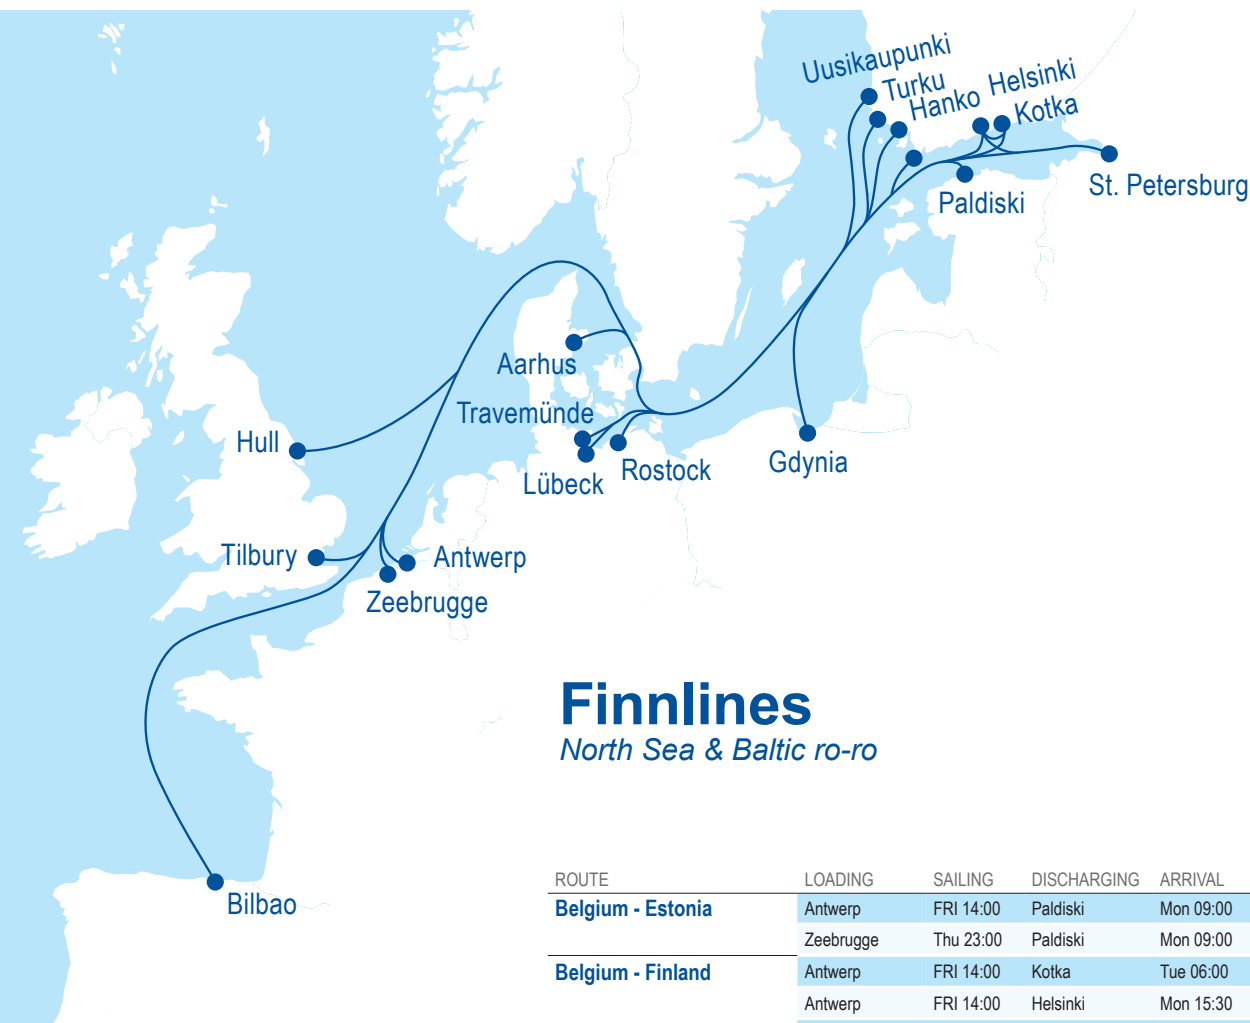 Uusikaupunki
Turku
Hanko
Helsinki
Kotka
St. Petersburg
Paldiski
Aarhus
Travemünde
Hull
Lübeck
Rostock
Gdynia
Tilbury
Antwerp
Zeebrugge
Finnlines
North Sea & Baltic ro-ro
Bilbao
ROUTE LOADING SAILING DISCHARGING ARRIVAL
Belgium - Estonia Antwerp FRI 14:00 Paldiski Mon 09:00
Zeebrugge Thu 23:00 Paldiski Mon 09:00
Belgium - Finland Antwerp FRI 14:00 Kotka Tue 06:00
Antwerp FRI 14:00 Helsinki Mon 15:30